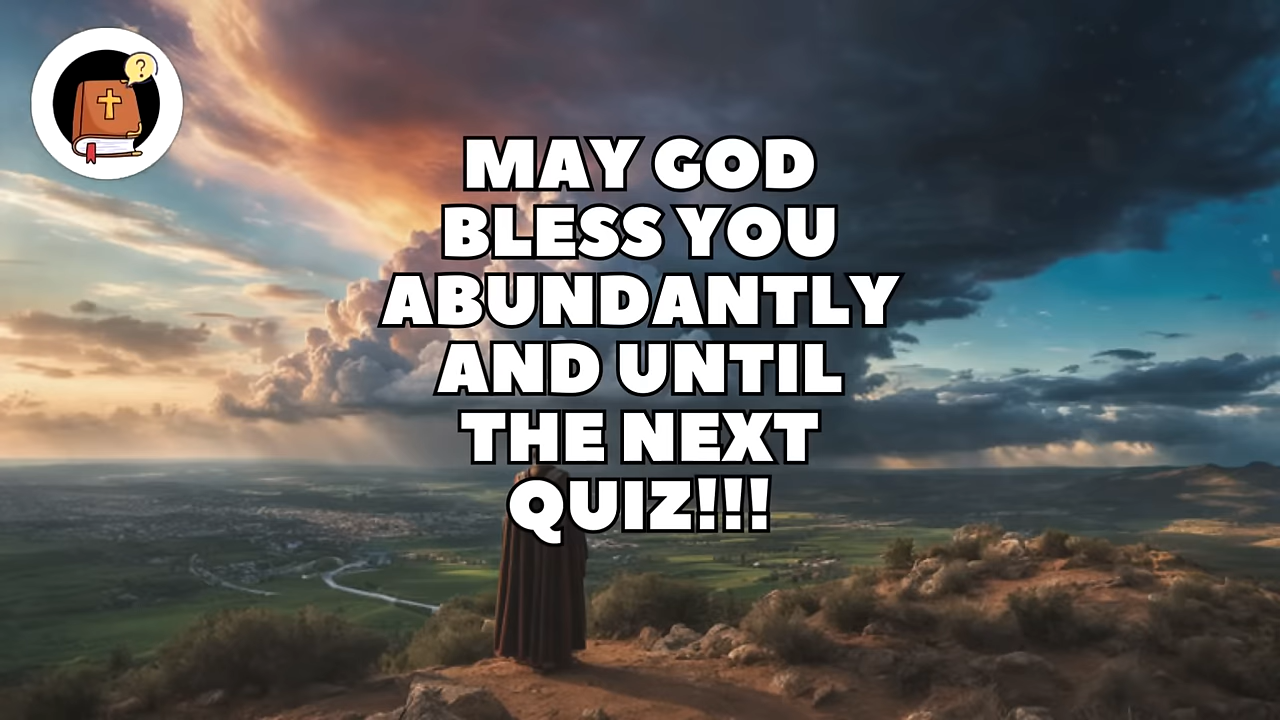 ?
MAY GOD
BLESS YOU
ABUNDANTLY
AND UNTIL
THE NEXT
QUIZ!!!